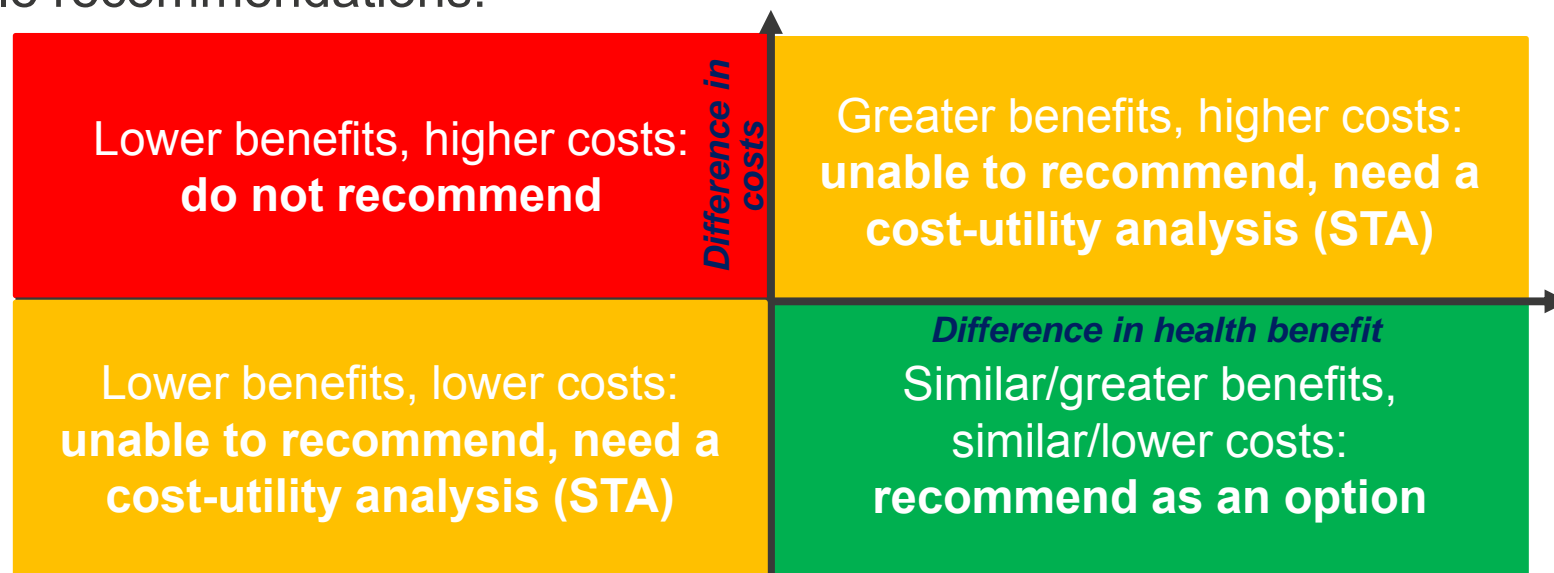 recommendations:
Lower benefits, higher costs:
do not recommend
Difference in
costs
Greater benefits, higher costs:
unable to recommend, need a
cost-utility analysis (STA)
Lower benefits, lower costs:
unable to recommend, need a
cost-utility analysis (STA)
Difference in health benefit
Similar/greater benefits,
similar/lower costs:
recommend as an option